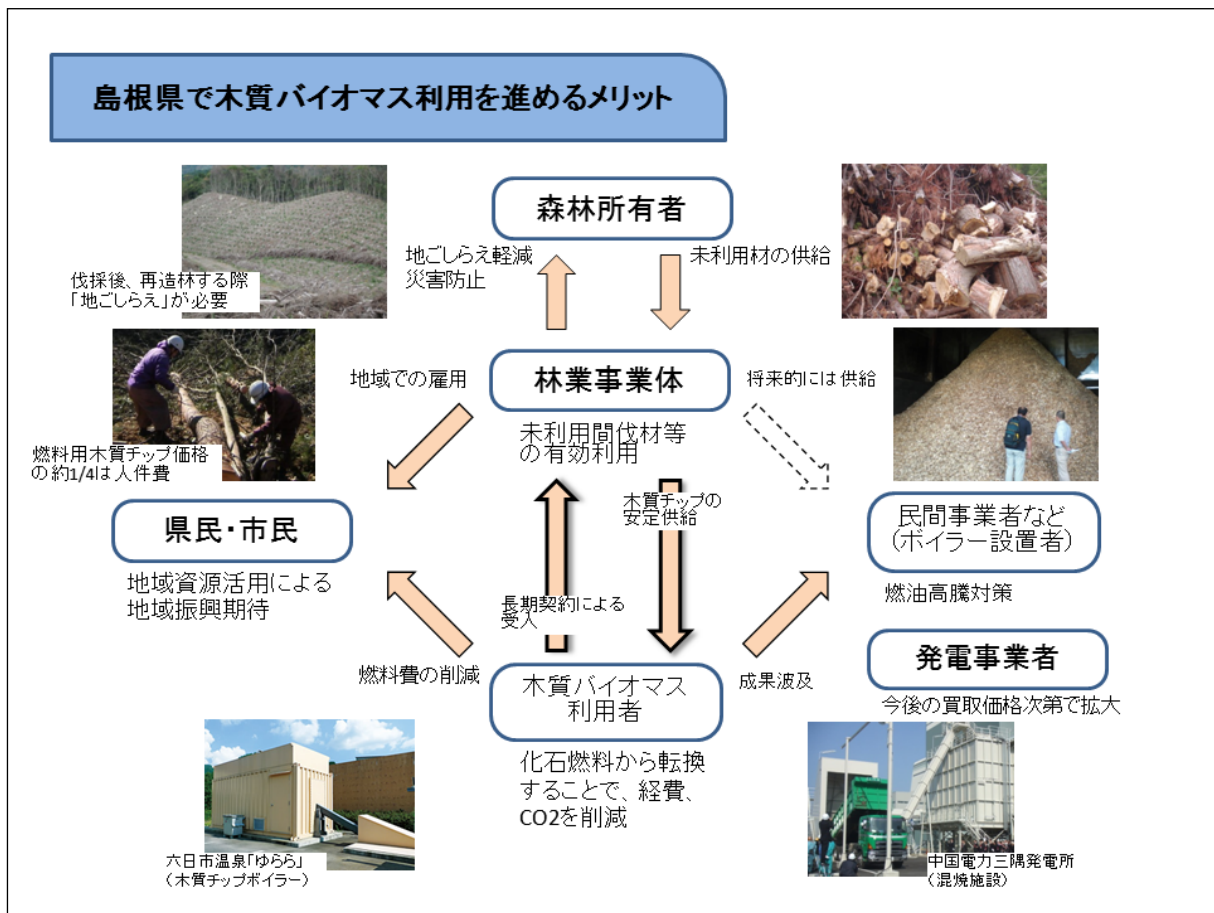 島根県で木質バイオマス利用を進めるメリット
森林所有者
地ごしらえ軽減
災害防止
未利用材の供給
伐採後、再造林する際
「地ごしらえ」が必要
林業事業体
地域での雇用
将来的には供給
未利用間伐材等
の有効利用
燃料用木質チップ価格
の約1/4は人件費
木質チップの
安定供給
県民・市民
地域資源活用による
地域振興期待
民間事業者など
(ボイラー設置者)
燃油高騰対策
長期契約による
受入
燃料費の削減
木質バイオマス
利用者
成果波及
発電事業者
今後の買取価格次第で拡大
化石燃料から転換
することで、経費、
CO2を削減
六日市温泉「ゆらら」
(木質チップボイラー)
中国電力三隅発電所
(混焼施設)